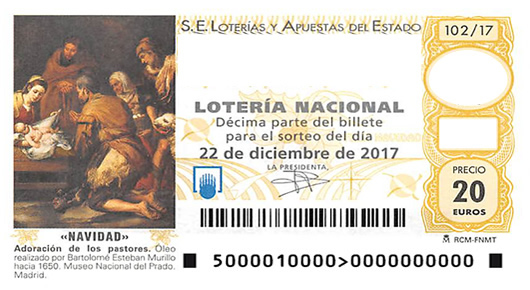 S.E. LOTERÍAS Y APUESTAS DEL ESTADO
102/17
LOTERÍA NACIONAL
Décima parte del billete
para el sorteo del día
22 de diciembre de 2017
LA PRESIDENTA,
PRECIO
20
EUROS
RCM-FNMT
«NAVIDAD»
Adoración de los pastores. Óleo
realizado por Bartolomé Esteban Murillo
hacia 1650. Museo Nacional del Prado.
Madrid.
5000010000>0000000000